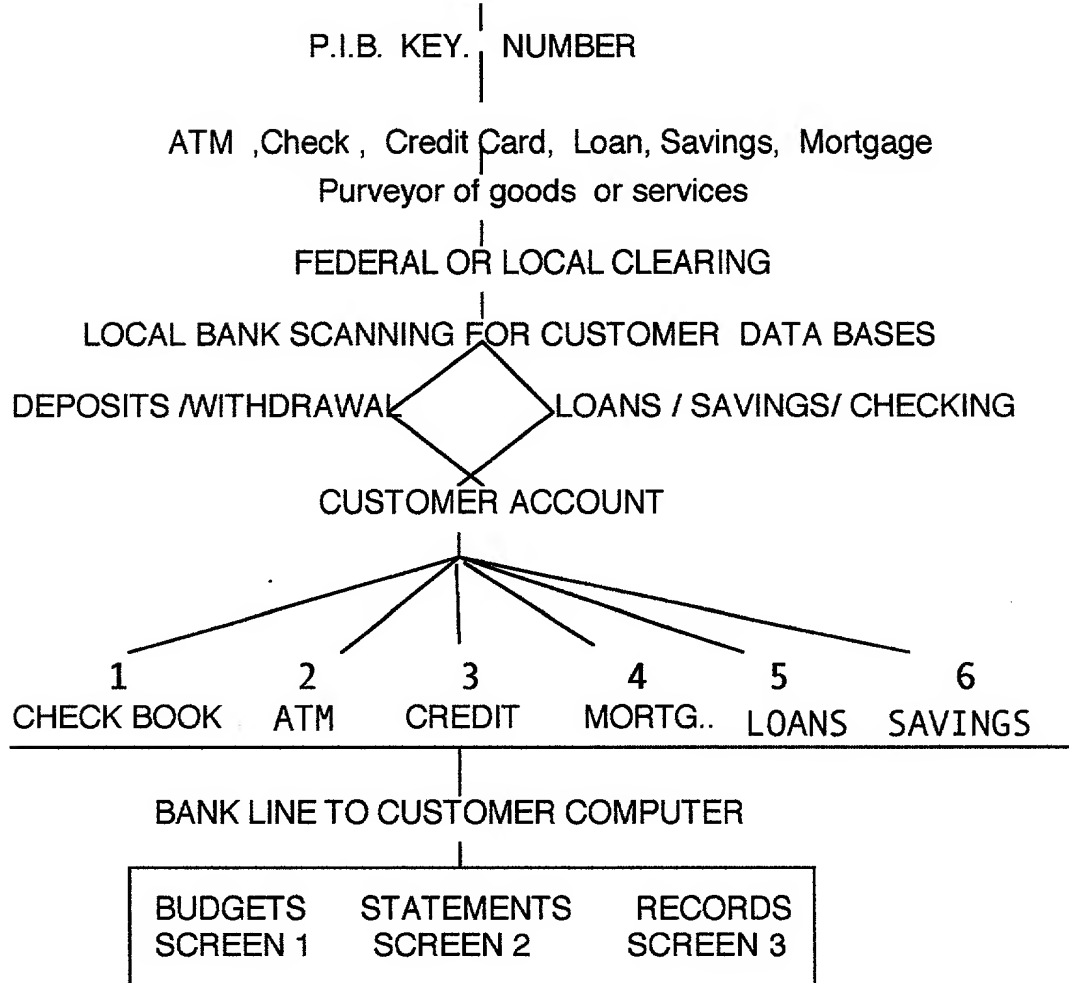 P.I.B. KEY. NUMBER
ATM ,Check , Credit Card, Loan, Savings, Mortgage
Purveyor of goods or services
FEDERAL OR LOCAL CLEARING
LOCAL BANK SCANNING FOR CUSTOMER DATA BASES
DEPOSITS /WITHDRAWAL LOANS / SAVINGS/ CHECKING
CUSTOMER ACCOUNT
1 2 3 4 5 6
CHECK BOOK ATM CREDIT MORTG.. LOANS SAVINGS
BANK LINE TO CUSTOMER COMPUTER
BUDGETS STATEMENTS RECORDS
SCREEN 1 SCREEN 2 SCREEN 3